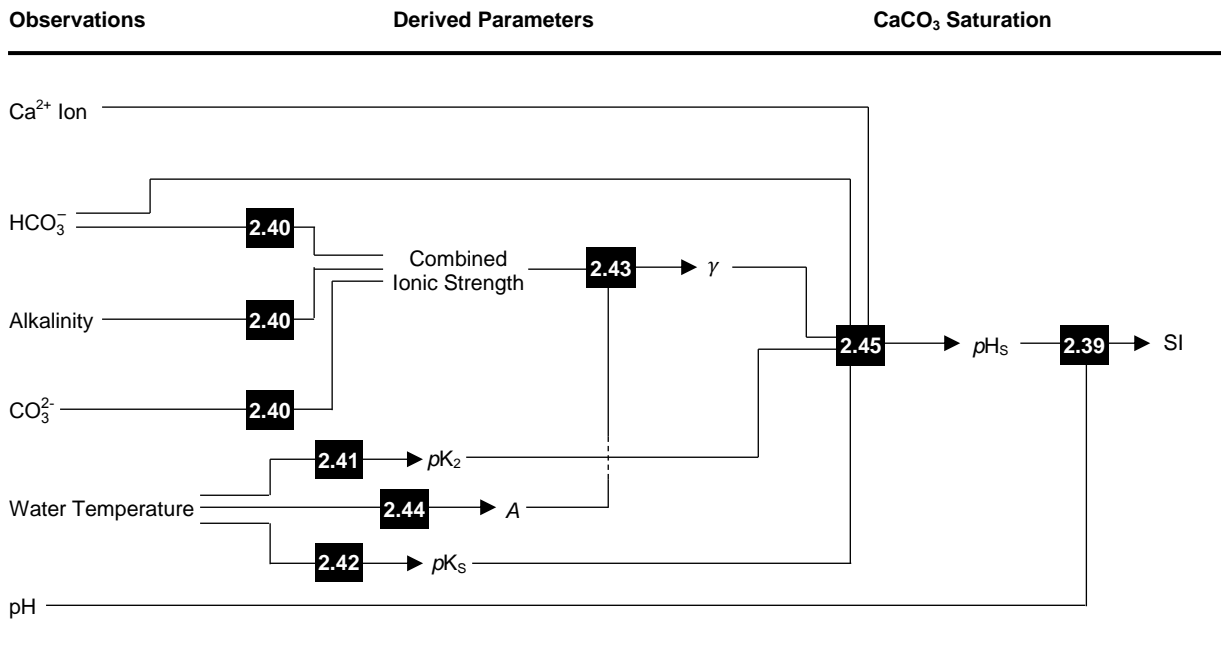 Observations Derived Parameters CaCO₃ Saturation
Ca²⁺ Ion
HCO₃⁻
2.40
Combined
Ionic Strength
2.43
γ
Alkalinity
2.40
2.45
pHₛ
2.39
SI
CO₃²⁻
2.40
2.41
pK₂
Water Temperature
2.44
A
2.42
pKₛ
pH